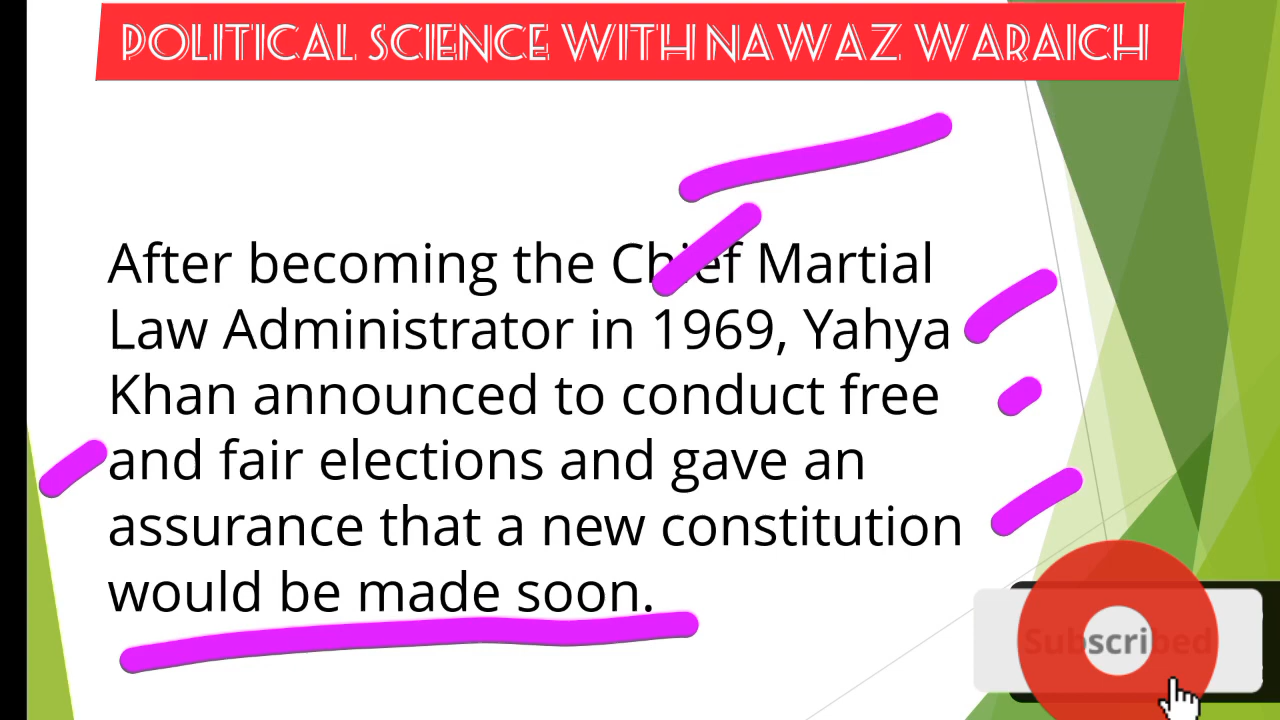 POLITICAL SCIENCE WITH NAWAZ WARAICH
After becoming the Chief Martial
Law Administrator in 1969, Yahya
Khan announced to conduct free
and fair elections and gave an
assurance that a new constitution
would be made soon.
Subscribed